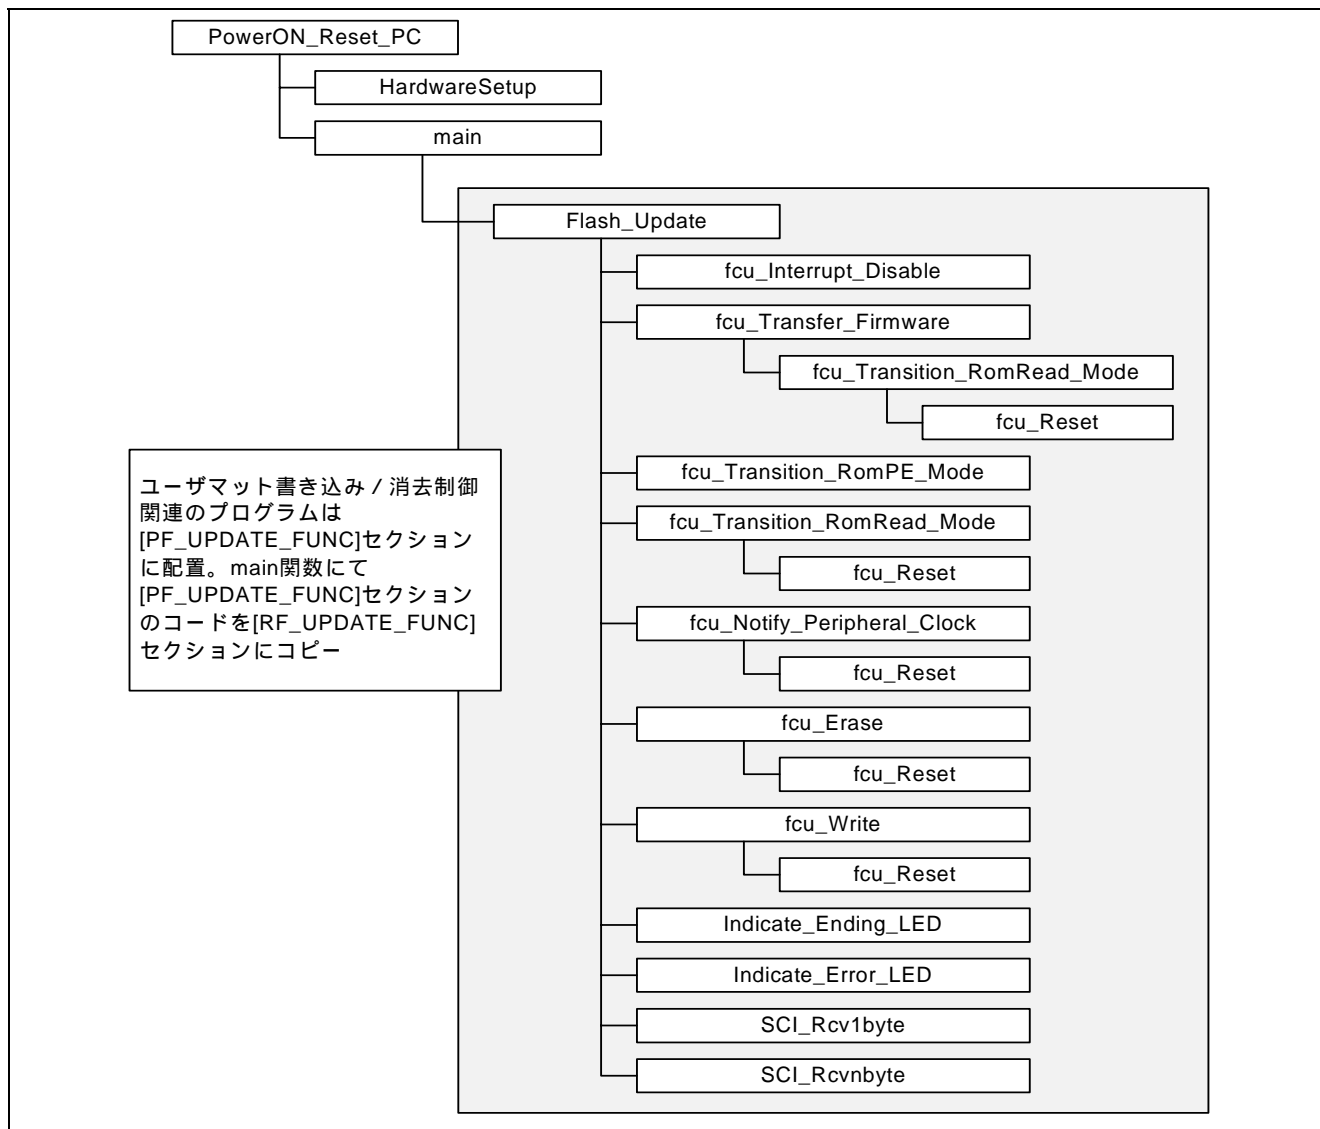 PowerON_Reset_PC
HardwareSetup
main
Flash_Update
fcu_Interrupt_Disable
fcu_Transfer_Firmware
fcu_Transition_RomRead_Mode
fcu_Reset
ユーザマット書き込み / 消去制御
関連のプログラムは
[PF_UPDATE_FUNC]セクション
に配置。main関数にて
[PF_UPDATE_FUNC]セクション
のコードを[RF_UPDATE_FUNC]
セクションにコピー
fcu_Transition_RomPE_Mode
fcu_Transition_RomRead_Mode
fcu_Reset
fcu_Notify_Peripheral_Clock
fcu_Reset
fcu_Erase
fcu_Reset
fcu_Write
fcu_Reset
Indicate_Ending_LED
Indicate_Error_LED
SCI_Rcv1byte
SCI_Rcvnbyte